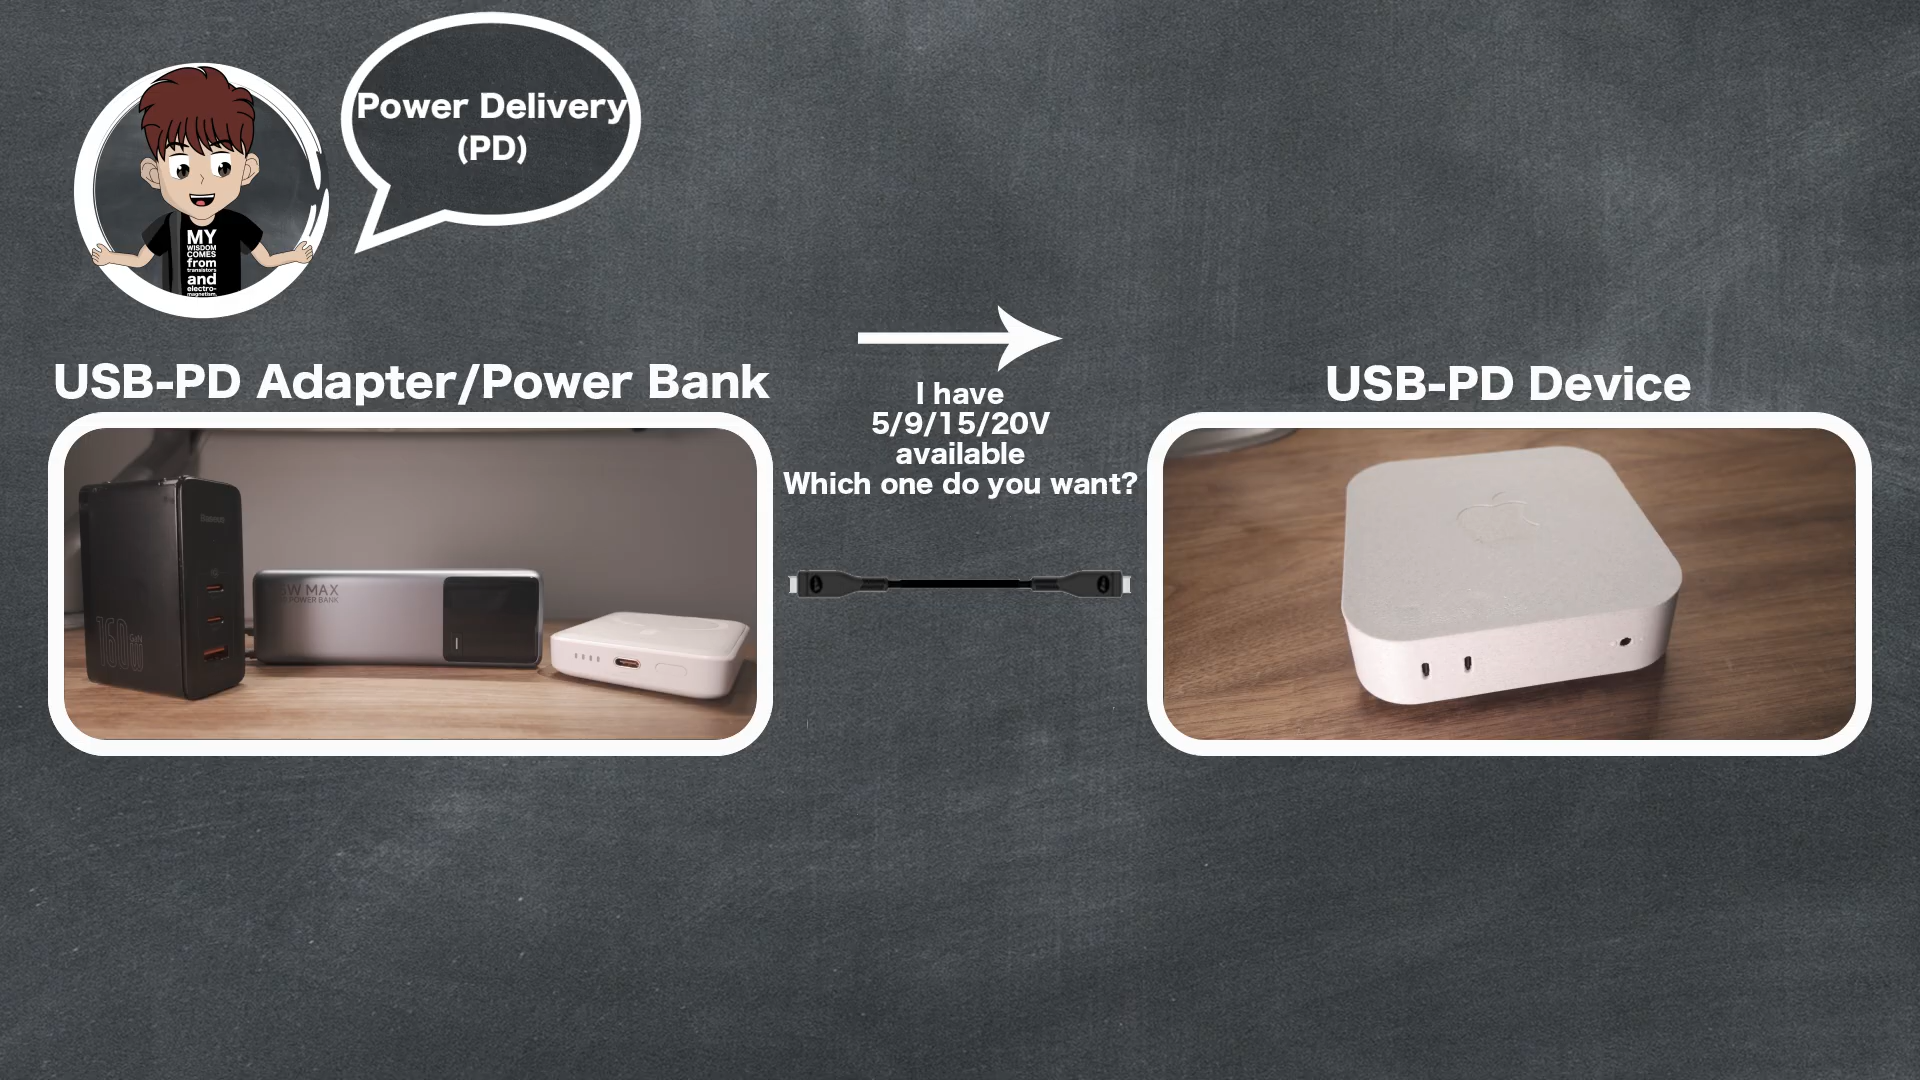 Power Delivery
(PD)
MY
WISDOM
COMES
from
transistors
and
electro-
magnetism.
USB-PD Adapter/Power Bank
I have
5/9/15/20V
available
Which one do you want?
USB-PD Device
Baseus
160W
W MAX
POWER BANK